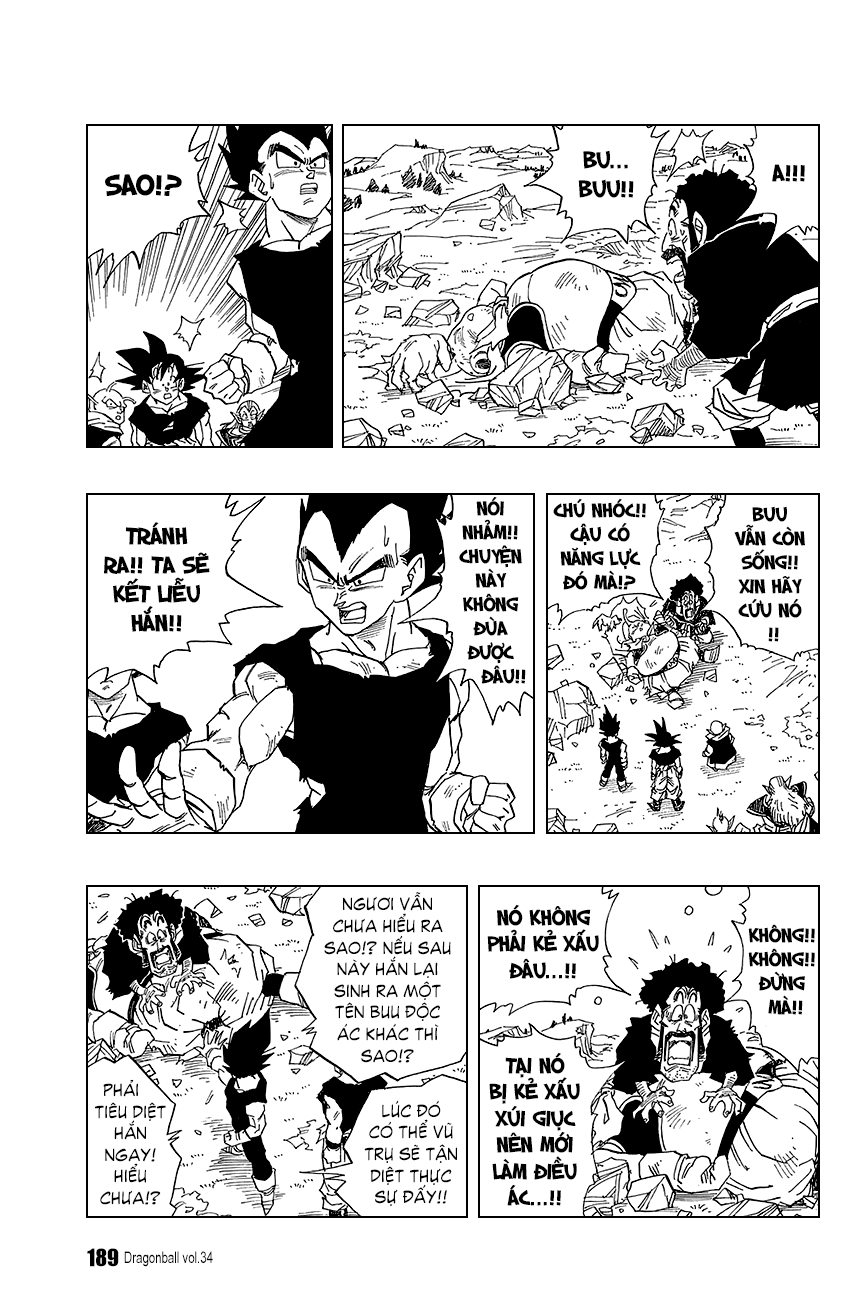 A!!!
BU...
BUU!!
SAO!?
BUU
VẪN CÒN
SỐNG!!
XIN HÃY
CỨU NÓ
!!
CHÚ NHÓC!!
CẬU CÓ
NĂNG LỰC
ĐÓ MÀ!?
NÓI
NHẢM!!
CHUYỆN
NÀY
KHÔNG
ĐÙA
ĐƯỢC
ĐÂU!!
TRÁNH
RA!! TA SẼ
KẾT LIỄU
HẮN!!
KHÔNG!!
KHÔNG!!
ĐỪNG
MÀ!!
NÓ KHÔNG
PHẢI KẺ XẤU
ĐÂU...!!
TẠI NÓ
BỊ KẺ XẤU
XÚI GIỤC
NÊN MỚI
LÀM ĐIỀU
ÁC...!!
NGƯƠI VẪN
CHƯA HIỂU RA
SAO!? NẾU SAU
NÀY HẮN LẠI
SINH RA MỘT
TÊN BUU ĐỘC
ÁC KHÁC THÌ
SAO!?
LÚC ĐÓ
CÓ THỂ VŨ
TRỤ SẼ TẬN
DIỆT THỰC
SỰ ĐẤY!!
PHẢI
TIÊU DIỆT
HẮN
NGAY!
HIỂU
CHƯA!?
189 Dragonball vol.34